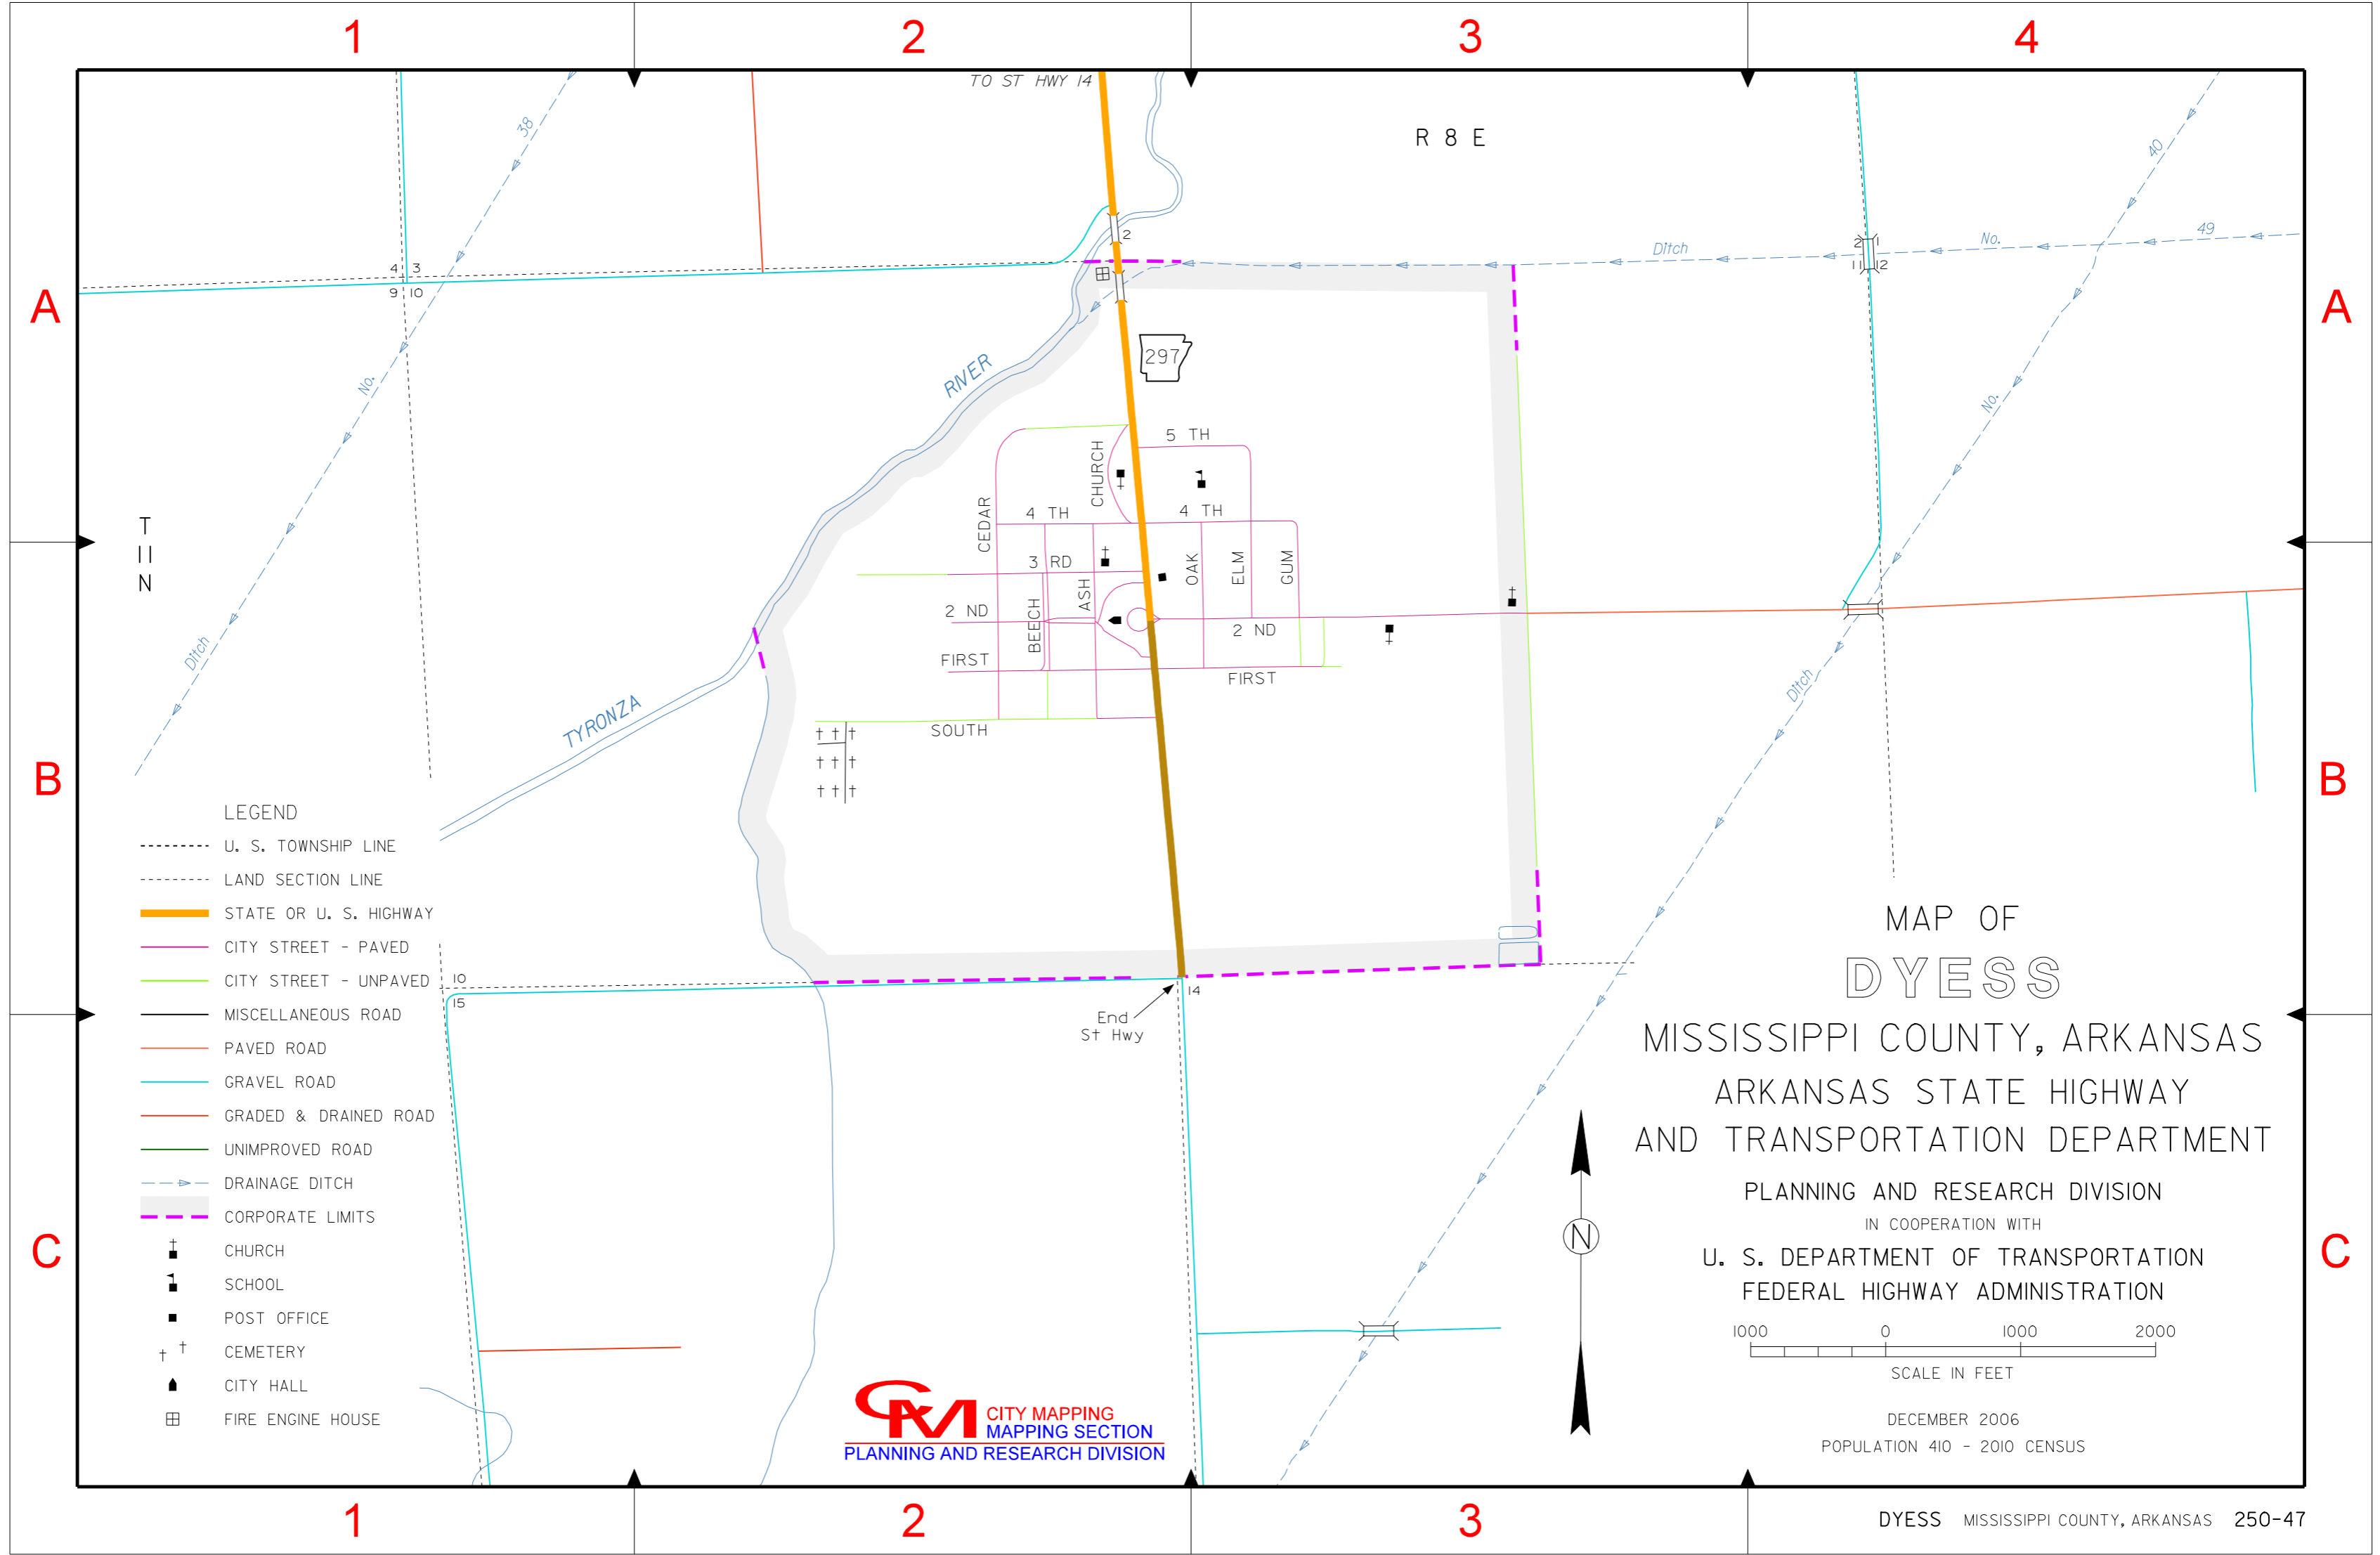 1
2
3
4
TO ST HWY 14
R 8 E
38
40
2
Ditch
No.
49
2 1
11 12
4 3
9 10
A
A
297
RIVER
No.
No.
5 TH
CHURCH
CEDAR
4 TH
4 TH
T
11
N
3 RD
OAK
ELM
GUM
ASH
BEECH
2 ND
2 ND
FIRST
FIRST
Ditch
Ditch
TYRONZA
SOUTH
B
B
LEGEND
U. S. TOWNSHIP LINE
LAND SECTION LINE
STATE OR U. S. HIGHWAY
CITY STREET - PAVED
CITY STREET - UNPAVED
MISCELLANEOUS ROAD
PAVED ROAD
GRAVEL ROAD
GRADED & DRAINED ROAD
UNIMPROVED ROAD
DRAINAGE DITCH
CORPORATE LIMITS
CHURCH
SCHOOL
POST OFFICE
CEMETERY
CITY HALL
FIRE ENGINE HOUSE
10
15
14
End
St Hwy
MAP OF
DYESS
MISSISSIPPI COUNTY, ARKANSAS
ARKANSAS STATE HIGHWAY
AND TRANSPORTATION DEPARTMENT
PLANNING AND RESEARCH DIVISION
IN COOPERATION WITH
U. S. DEPARTMENT OF TRANSPORTATION
FEDERAL HIGHWAY ADMINISTRATION
N
C
C
1000 0 1000 2000
SCALE IN FEET
DECEMBER 2006
POPULATION 410 - 2010 CENSUS
CM
CITY MAPPING
MAPPING SECTION
PLANNING AND RESEARCH DIVISION
1
2
3
DYESS MISSISSIPPI COUNTY, ARKANSAS 250-47